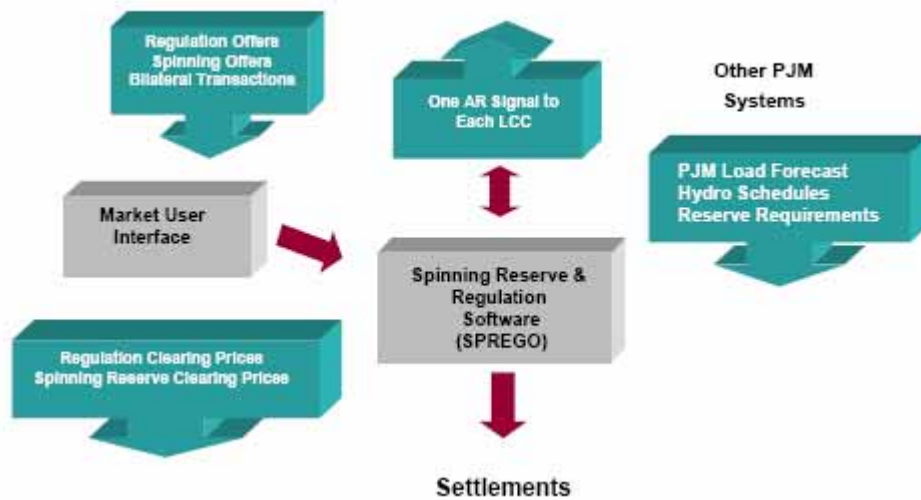 Regulation Offers
Spinning Offers
Bilateral Transactions
One AR Signal to
Each LCC
Other PJM
Systems
PJM Load Forecast
Hydro Schedules
Reserve Requirements
Market User
Interface
Spinning Reserve &
Regulation
Software
(SPREGO)
Regulation Clearing Prices
Spinning Reserve Clearing Prices
Settlements